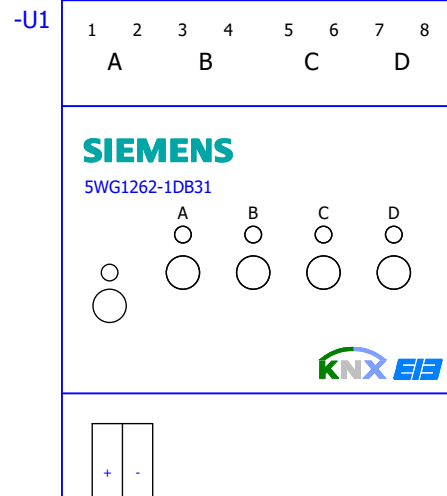 -U1
1 2 3 4 5 6 7 8
A B C D
SIEMENS
5WG1262-1DB31
A B C D
KNX EIB
+ -